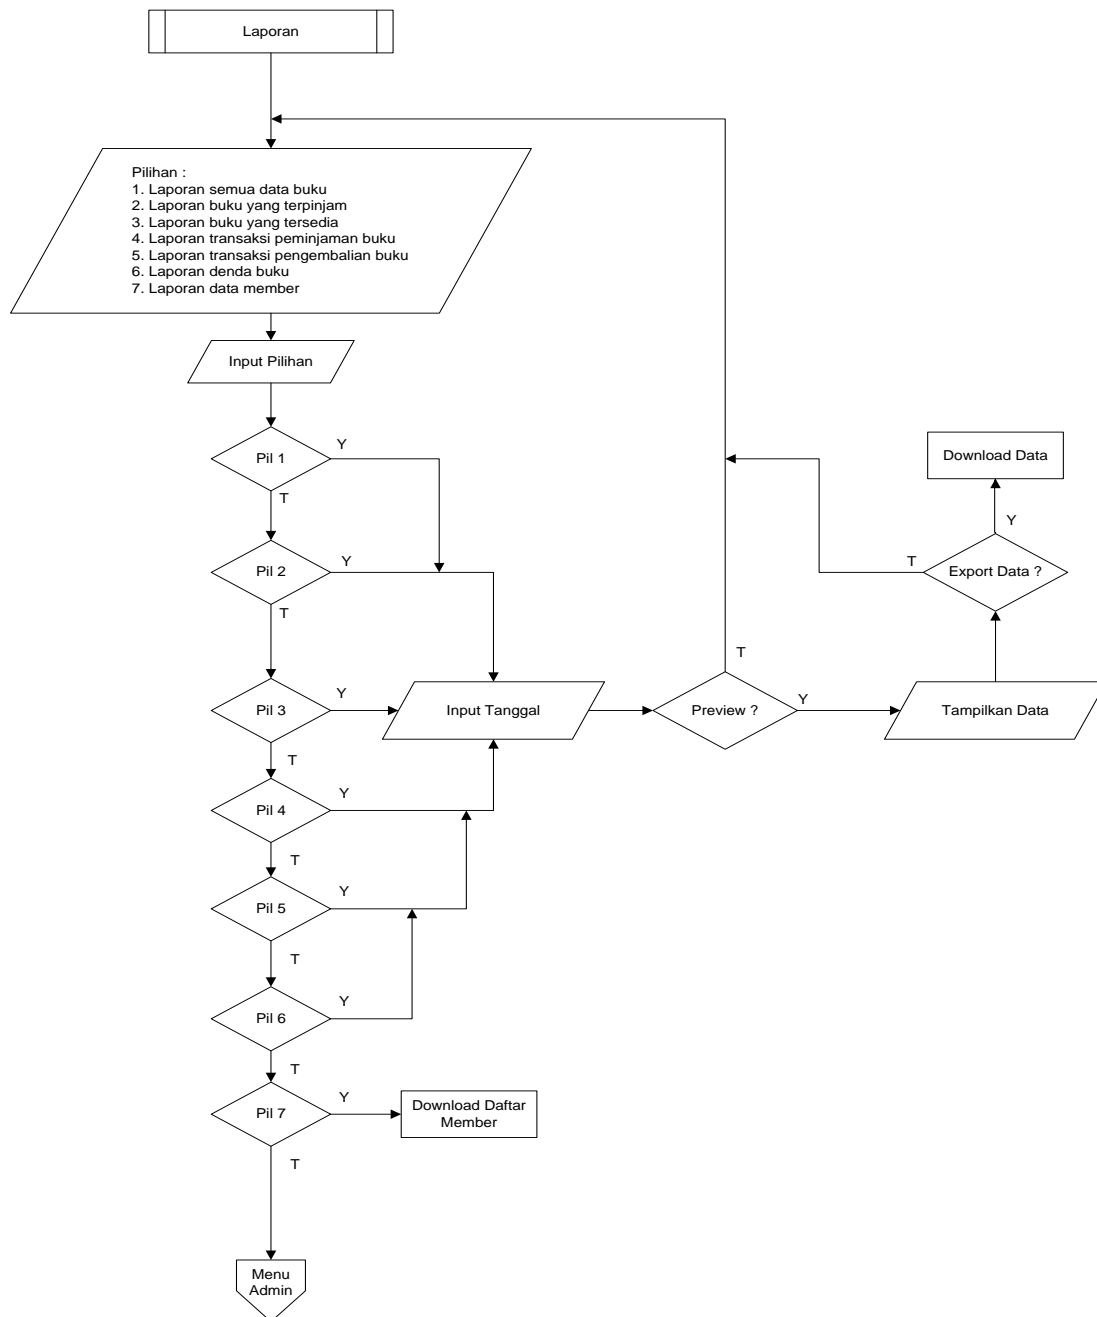 Laporan
Pilihan :
1. Laporan semua data buku
2. Laporan buku yang terpinjam
3. Laporan buku yang tersedia
4. Laporan transaksi peminjaman buku
5. Laporan transaksi pengembalian buku
6. Laporan denda buku
7. Laporan data member
Input Pilihan
Pil 1
Y
T
Pil 2
Y
T
Pil 3
Y
T
Input Tanggal
Preview ?
T
Y
Tampilkan Data
Export Data ?
T
Y
Download Data
Pil 4
Y
T
Pil 5
Y
T
Pil 6
Y
T
Pil 7
Y
T
Download Daftar
Member
Menu
Admin